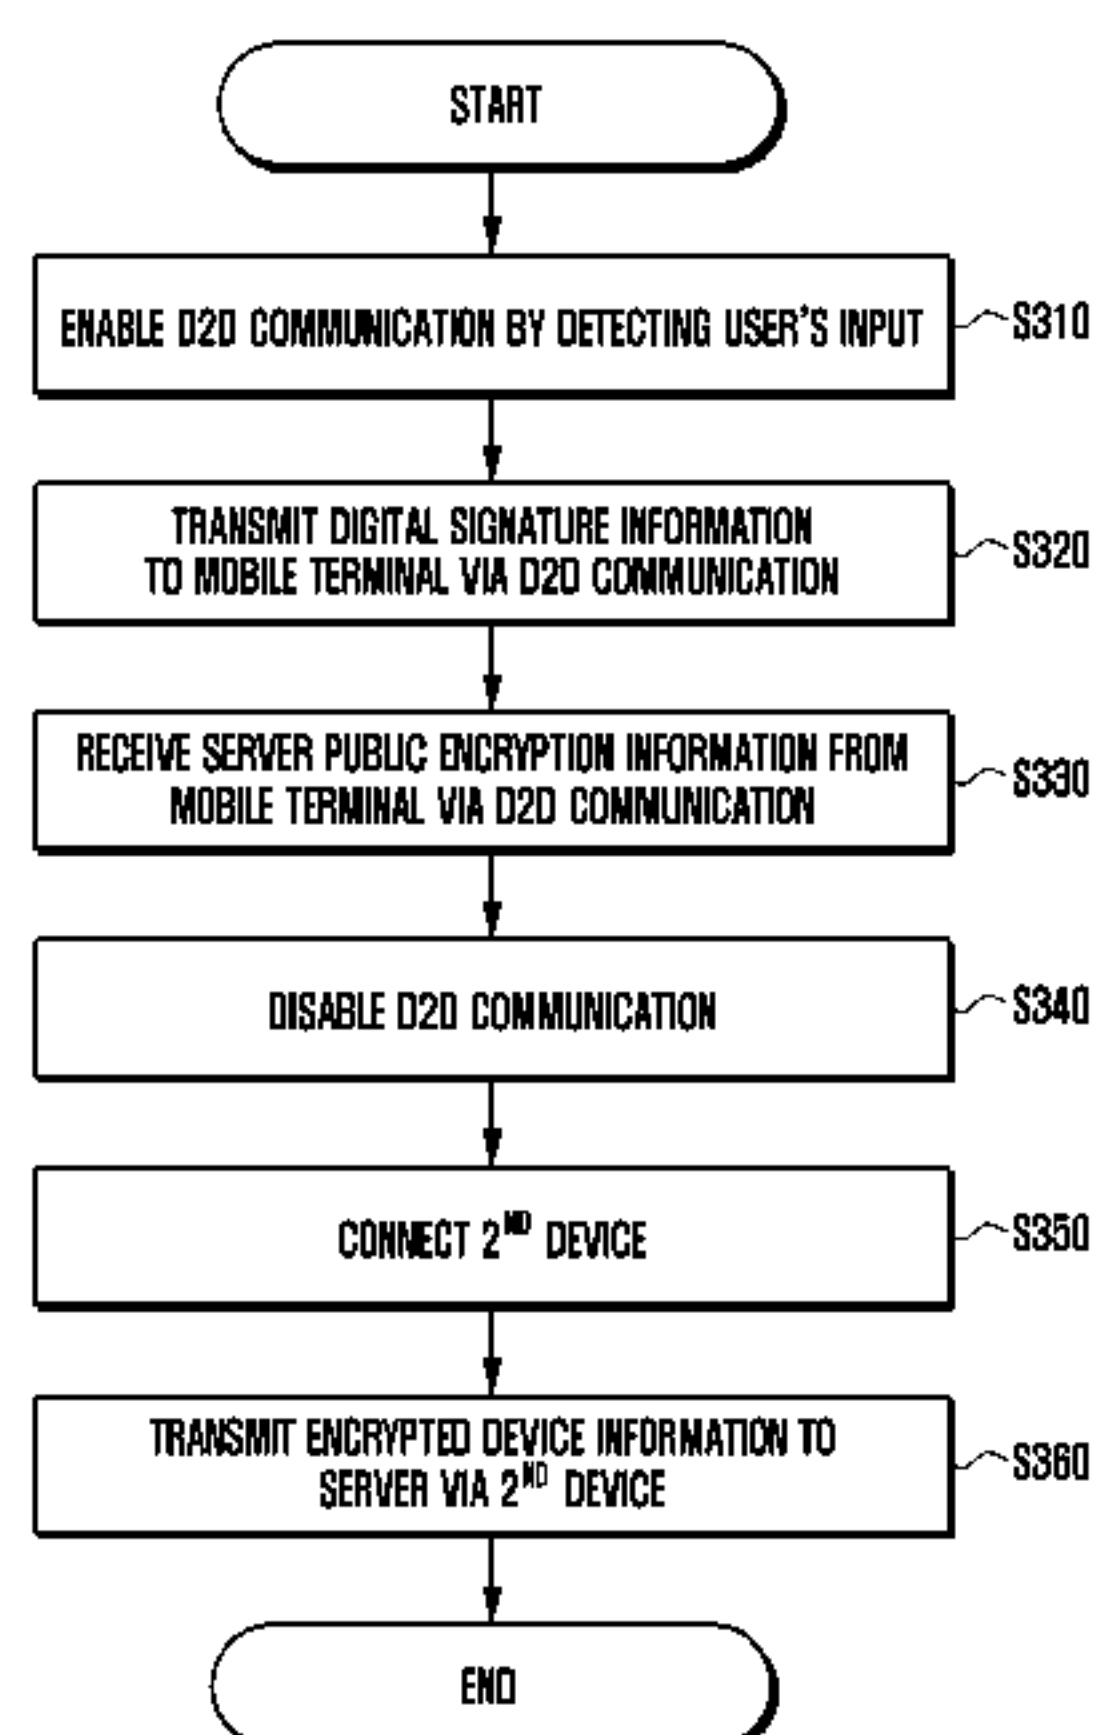 START
ENABLE D2D COMMUNICATION BY DETECTING USER'S INPUT
S310
TRANSMIT DIGITAL SIGNATURE INFORMATION
TO MOBILE TERMINAL VIA D2D COMMUNICATION
S320
RECEIVE SERVER PUBLIC ENCRYPTION INFORMATION FROM
MOBILE TERMINAL VIA D2D COMMUNICATION
S330
DISABLE D2D COMMUNICATION
S340
CONNECT 2ND DEVICE
S350
TRANSMIT ENCRYPTED DEVICE INFORMATION TO
SERVER VIA 2ND DEVICE
S360
END